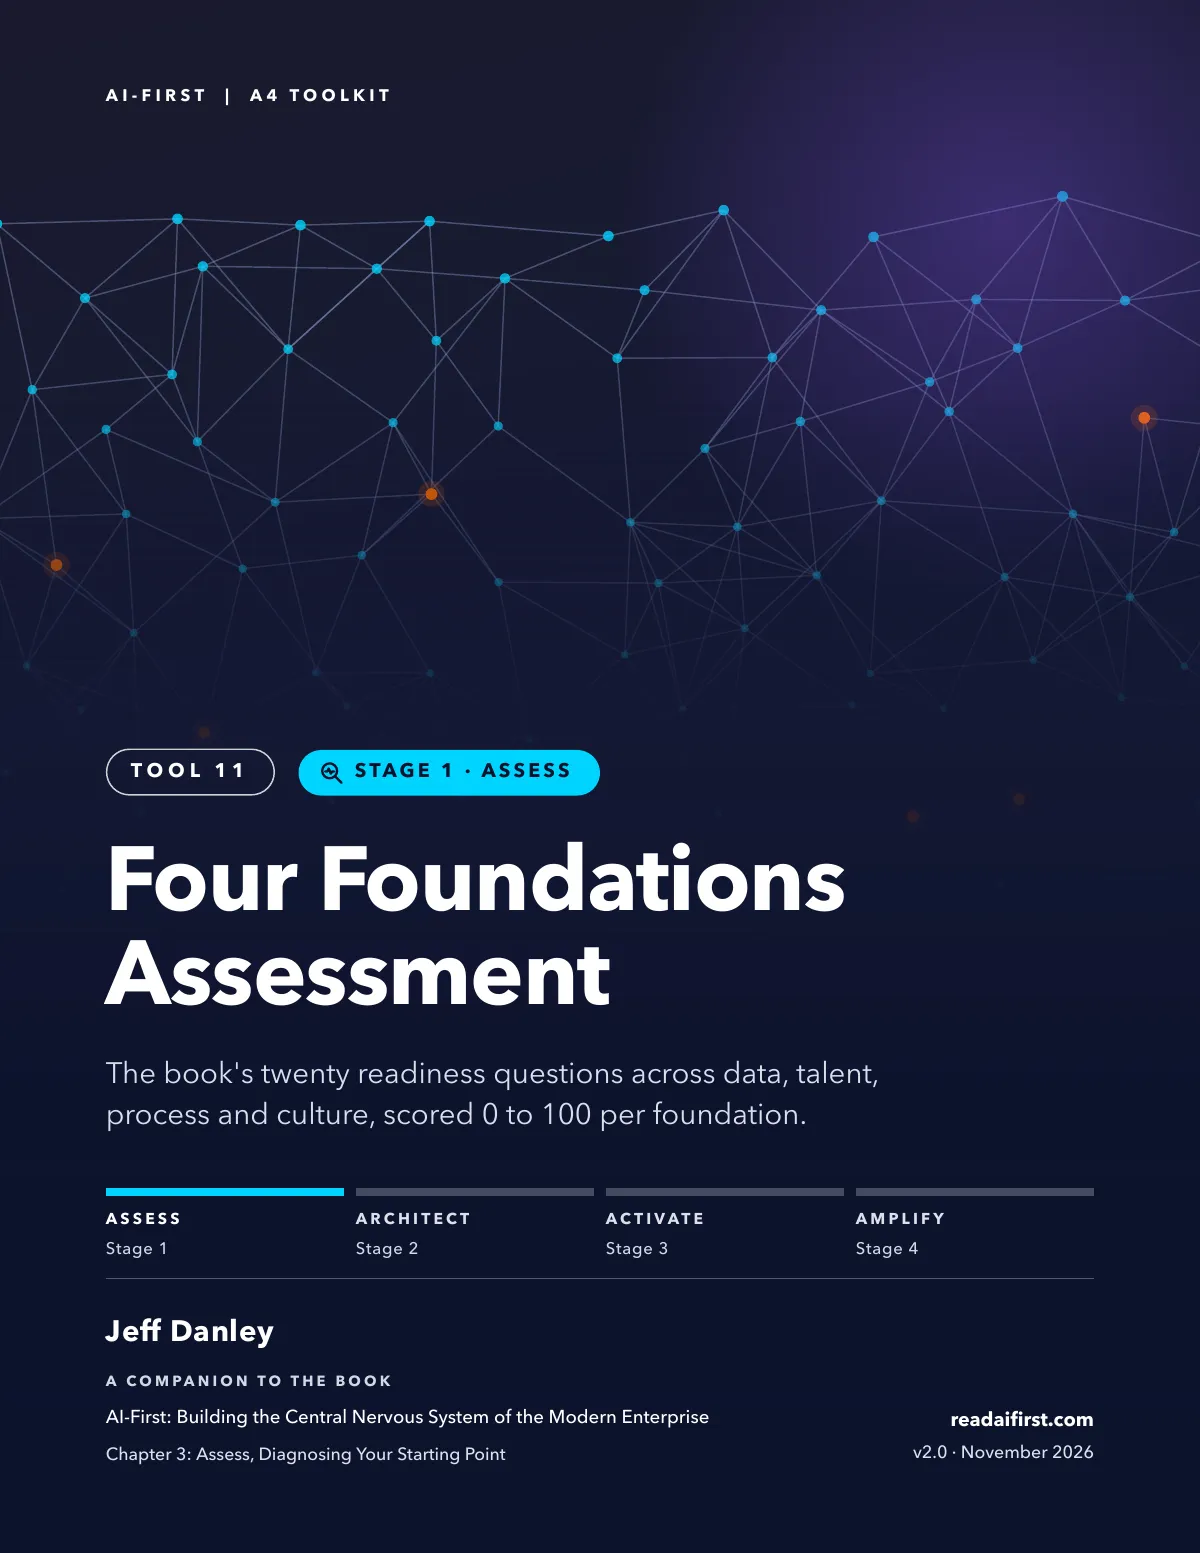 AI-FIRST | A4 TOOLKIT
TOOL 11
STAGE 1 · ASSESS
Four Foundations
Assessment
The book's twenty readiness questions across data, talent,
process and culture, scored 0 to 100 per foundation.
ASSESS
Stage 1
ARCHITECT
Stage 2
ACTIVATE
Stage 3
AMPLIFY
Stage 4
Jeff Danley
A COMPANION TO THE BOOK
AI-First: Building the Central Nervous System of the Modern Enterprise
Chapter 3: Assess, Diagnosing Your Starting Point
readaifirst.com
v2.0 · November 2026